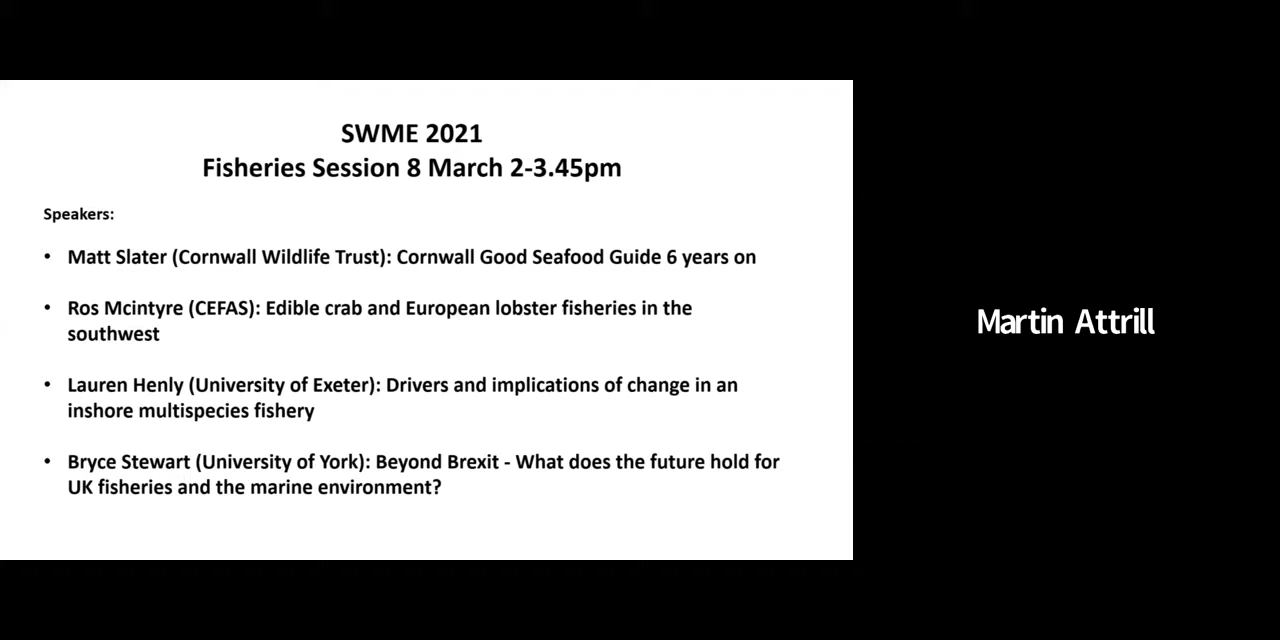 SWME 2021
Fisheries Session 8 March 2-3.45pm
Speakers:
• Matt Slater (Cornwall Wildlife Trust): Cornwall Good Seafood Guide 6 years on
• Ros Mcintyre (CEFAS): Edible crab and European lobster fisheries in the
southwest
• Lauren Henly (University of Exeter): Drivers and implications of change in an
inshore multispecies fishery
• Bryce Stewart (University of York): Beyond Brexit - What does the future hold for
UK fisheries and the marine environment?
Martin Attrill